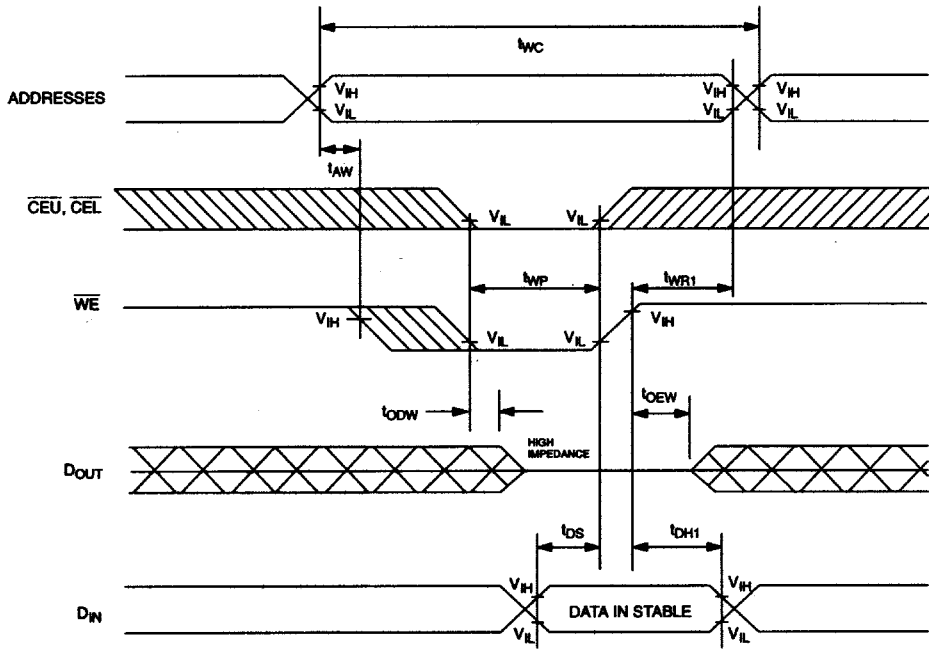 tWC
ADDRESSES
VIH
VIL
VIH
VIL
VIH
VIL
tAW
CEU, CEL
VIL
VIL
tWP
tWR1
WE
VIH
VIL
VIL
VIH
tODW
tOEW
DOUT
HIGH
IMPEDANCE
tDS
tDH1
DIN
VIH
VIL
DATA IN STABLE
VIH
VIL